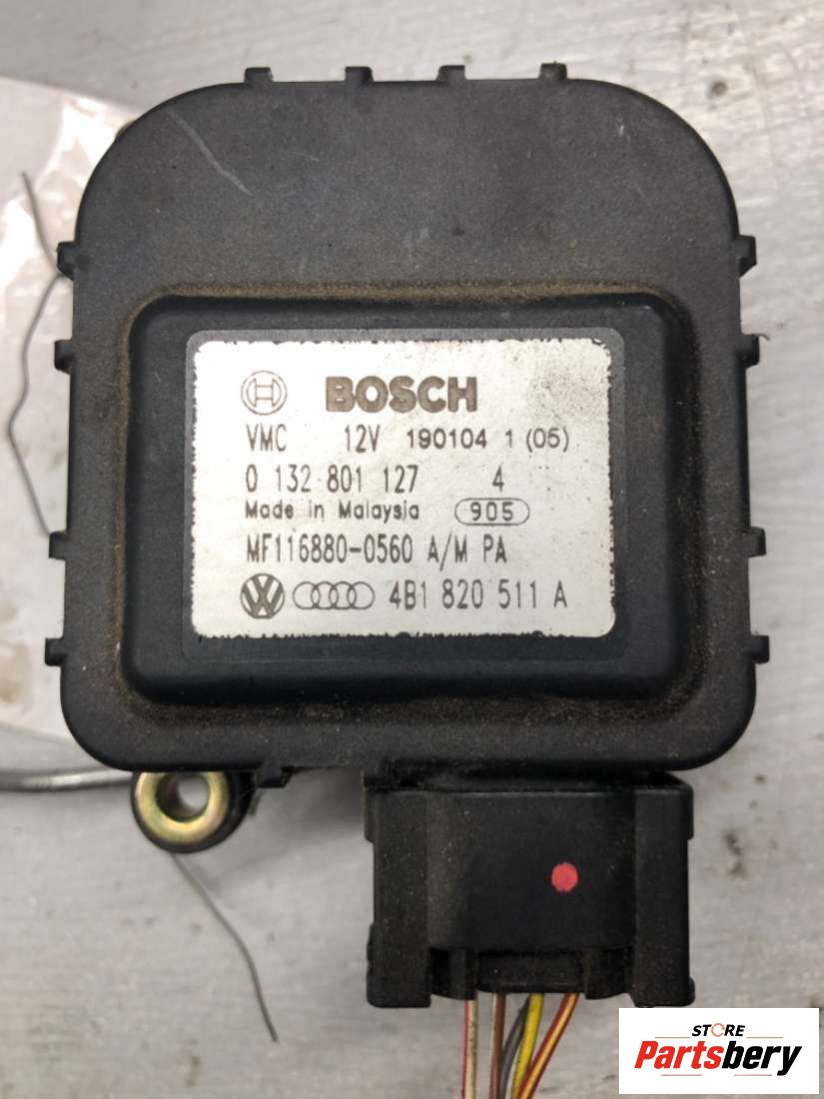 BOSCH
VMC 12V 190104 1 (05)
0 132 801 127 4
Made in Malaysia 905
MF116880-0560 A/M PA
4B1 820 511 A
STORE
Partsbery